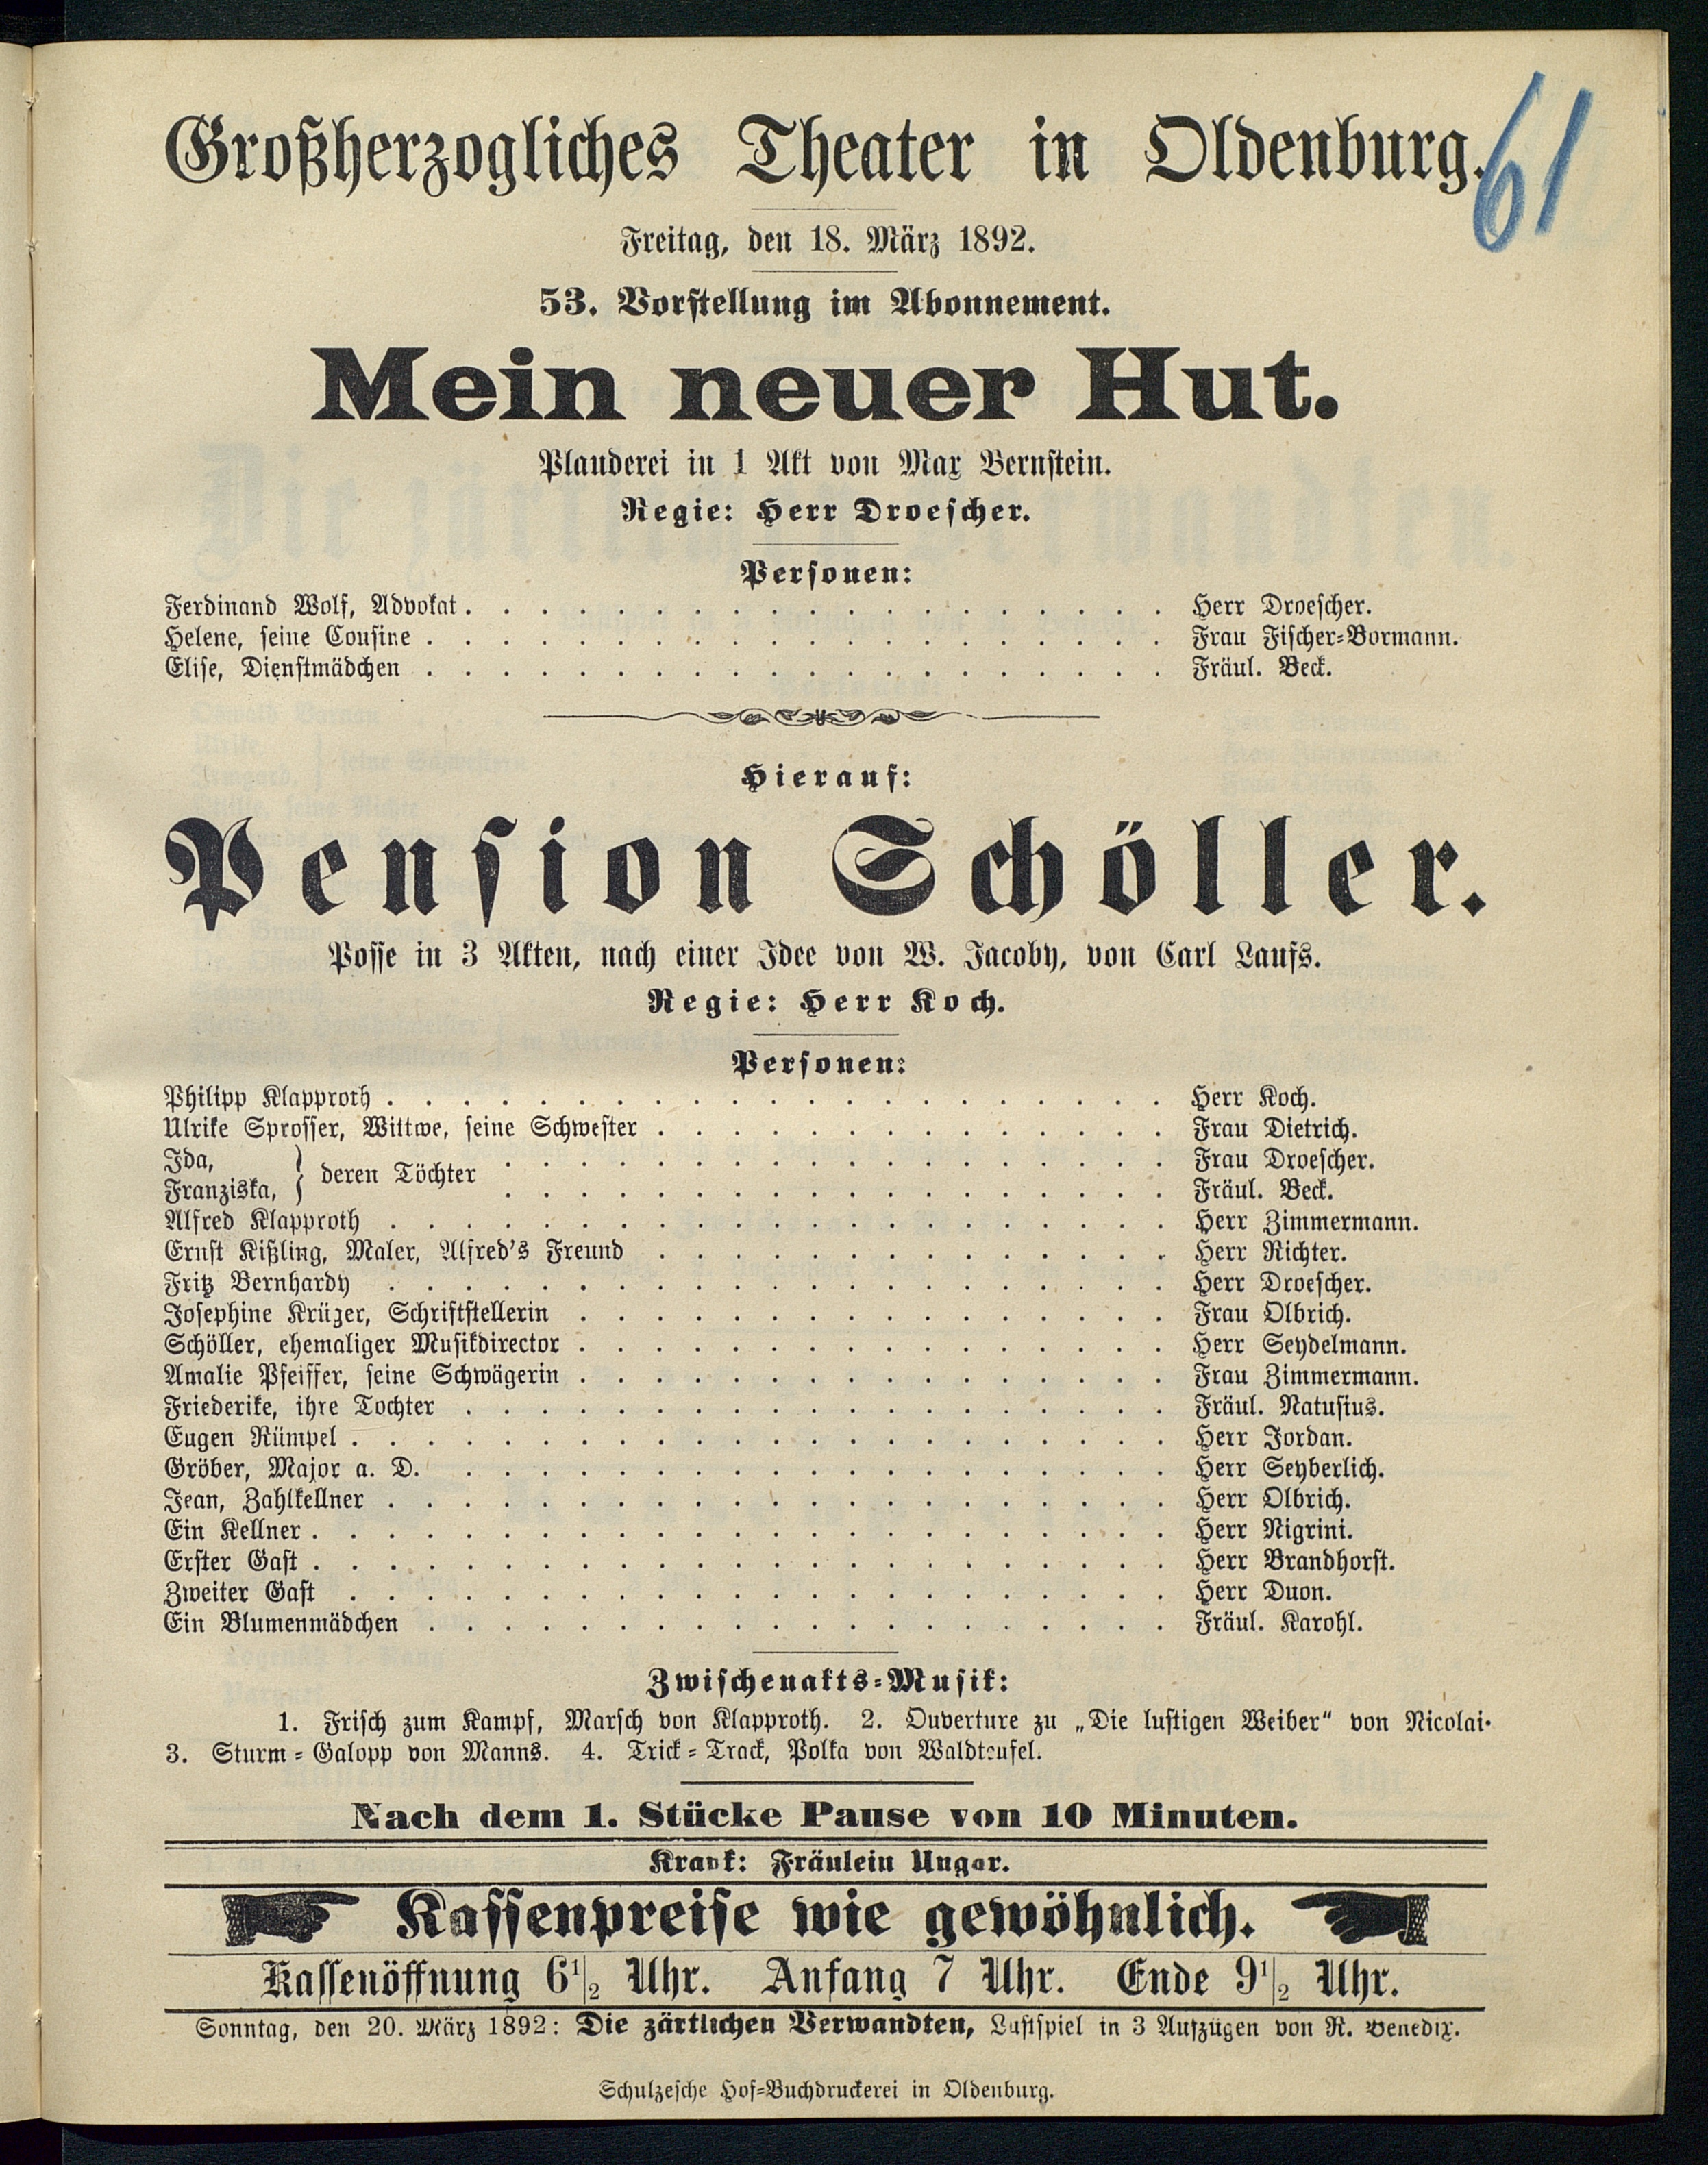 Großherzogliches Theater in Oldenburg.
61
Freitag, den 18. März 1892.
53. Vorstellung im Abonnement.
Mein neuer Hut.
Plauderei in 1 Akt von Max Bernstein.
Regie: Herr Droescher.
Personen:
Ferdinand Wolf, Advokat. . . . . . . . . . . . . . . . . . . Herr Droescher.
Helene, seine Cousine . . . . . . . . . . . . . . . . . . . . Frau Fischer-Bormann.
Elise, Dienstmädchen . . . . . . . . . . . . . . . . . . . . Fräul. Beck.
Hierauf:
Pension Schöller.
Posse in 3 Akten, nach einer Idee von W. Jacoby, von Carl Laufs.
Regie: Herr Koch.
Personen:
Philipp Klapproth . . . . . . . . . . . . . . . . . . . . . Herr Koch.
Ulrike Sprosser, Wittwe, seine Schwester . . . . . . . . . . . . . . Frau Dietrich.
Ida, } deren Töchter . . . . . . . . . . . . . . . . . . Frau Droescher.
Franziska, } . . . . . . . . . . . . . . . . . . Fräul. Beck.
Alfred Klapproth . . . . . . . . . . . . . . . . . . . . . Herr Zimmermann.
Ernst Kißling, Maler, Alfred's Freund . . . . . . . . . . . . . . Herr Richter.
Fritz Bernhardy . . . . . . . . . . . . . . . . . . . . . Herr Droescher.
Josephine Krüger, Schriftstellerin . . . . . . . . . . . . . . . . Frau Olbrich.
Schöller, ehemaliger Musikdirector . . . . . . . . . . . . . . . . Herr Seydelmann.
Amalie Pfeiffer, seine Schwägerin . . . . . . . . . . . . . . . . Frau Zimmermann.
Friederike, ihre Tochter . . . . . . . . . . . . . . . . . . . Fräul. Natusius.
Eugen Rümpel . . . . . . . . . . . . . . . . . . . . . . Herr Jordan.
Gröber, Major a. D. . . . . . . . . . . . . . . . . . . . . Herr Seyberlich.
Jean, Zahlkellner . . . . . . . . . . . . . . . . . . . . . Herr Olbrich.
Ein Kellner . . . . . . . . . . . . . . . . . . . . . . . Herr Nigrini.
Erster Gast . . . . . . . . . . . . . . . . . . . . . . . Herr Brandhorst.
Zweiter Gast . . . . . . . . . . . . . . . . . . . . . . Herr Duon.
Ein Blumenmädchen . . . . . . . . . . . . . . . . . . . . Fräul. Karohl.
Zwischenakts-Musik:
1. Frisch zum Kampf, Marsch von Klapproth. 2. Ouverture zu „Die lustigen Weiber“ von Nicolai.
3. Sturm-Galopp von Manns. 4. Trick-Track, Polka von Waldteufel.
Nach dem 1. Stücke Pause von 10 Minuten.
Krank: Fräulein Ungar.
Kassenpreise wie gewöhnlich.
Kassenöffnung 6 1/2 Uhr. Anfang 7 Uhr. Ende 9 1/2 Uhr.
Sonntag, den 20. März 1892: Die zärtlichen Verwandten, Lustspiel in 3 Aufzügen von R. Benedix.
Schulzesche Hof-Buchdruckerei in Oldenburg.